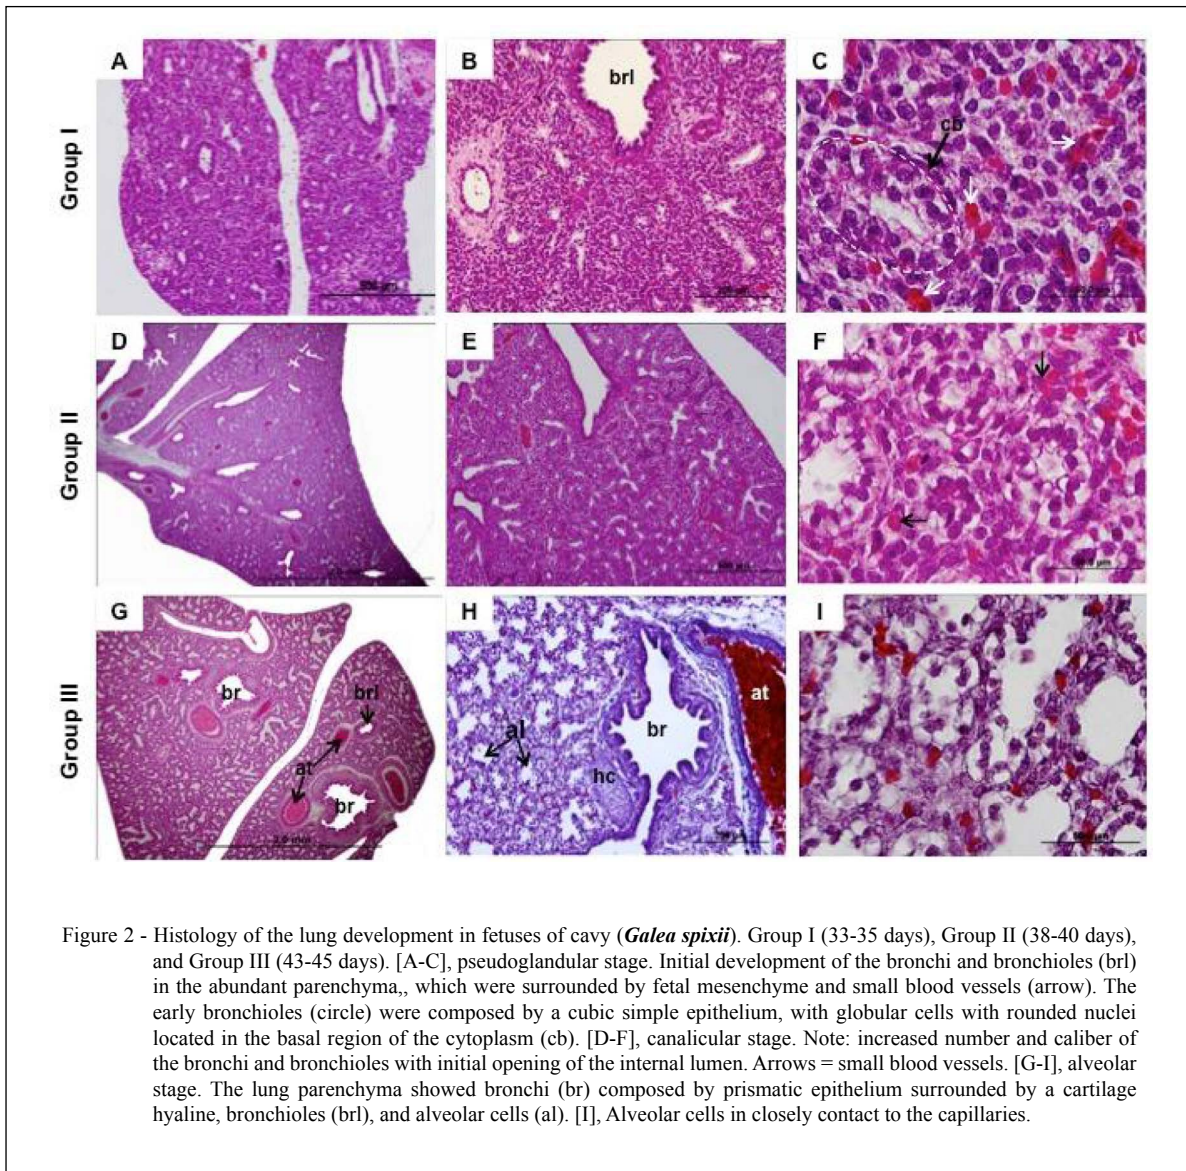 Group I
A
B
brl
C
cb
Group II
D
E
F
Group III
G
br
brl
at
br
H
al
hc
br
at
I
Figure 2 - Histology of the lung development in fetuses of cavy (Galea spixii). Group I (33-35 days), Group II (38-40 days),
and Group III (43-45 days). [A-C], pseudoglandular stage. Initial development of the bronchi and bronchioles (brl)
in the abundant parenchyma,, which were surrounded by fetal mesenchyme and small blood vessels (arrow). The
early bronchioles (circle) were composed by a cubic simple epithelium, with globular cells with rounded nuclei
located in the basal region of the cytoplasm (cb). [D-F], canalicular stage. Note: increased number and caliber of
the bronchi and bronchioles with initial opening of the internal lumen. Arrows = small blood vessels. [G-I], alveolar
stage. The lung parenchyma showed bronchi (br) composed by prismatic epithelium surrounded by a cartilage
hyaline, bronchioles (brl), and alveolar cells (al). [I], Alveolar cells in closely contact to the capillaries.